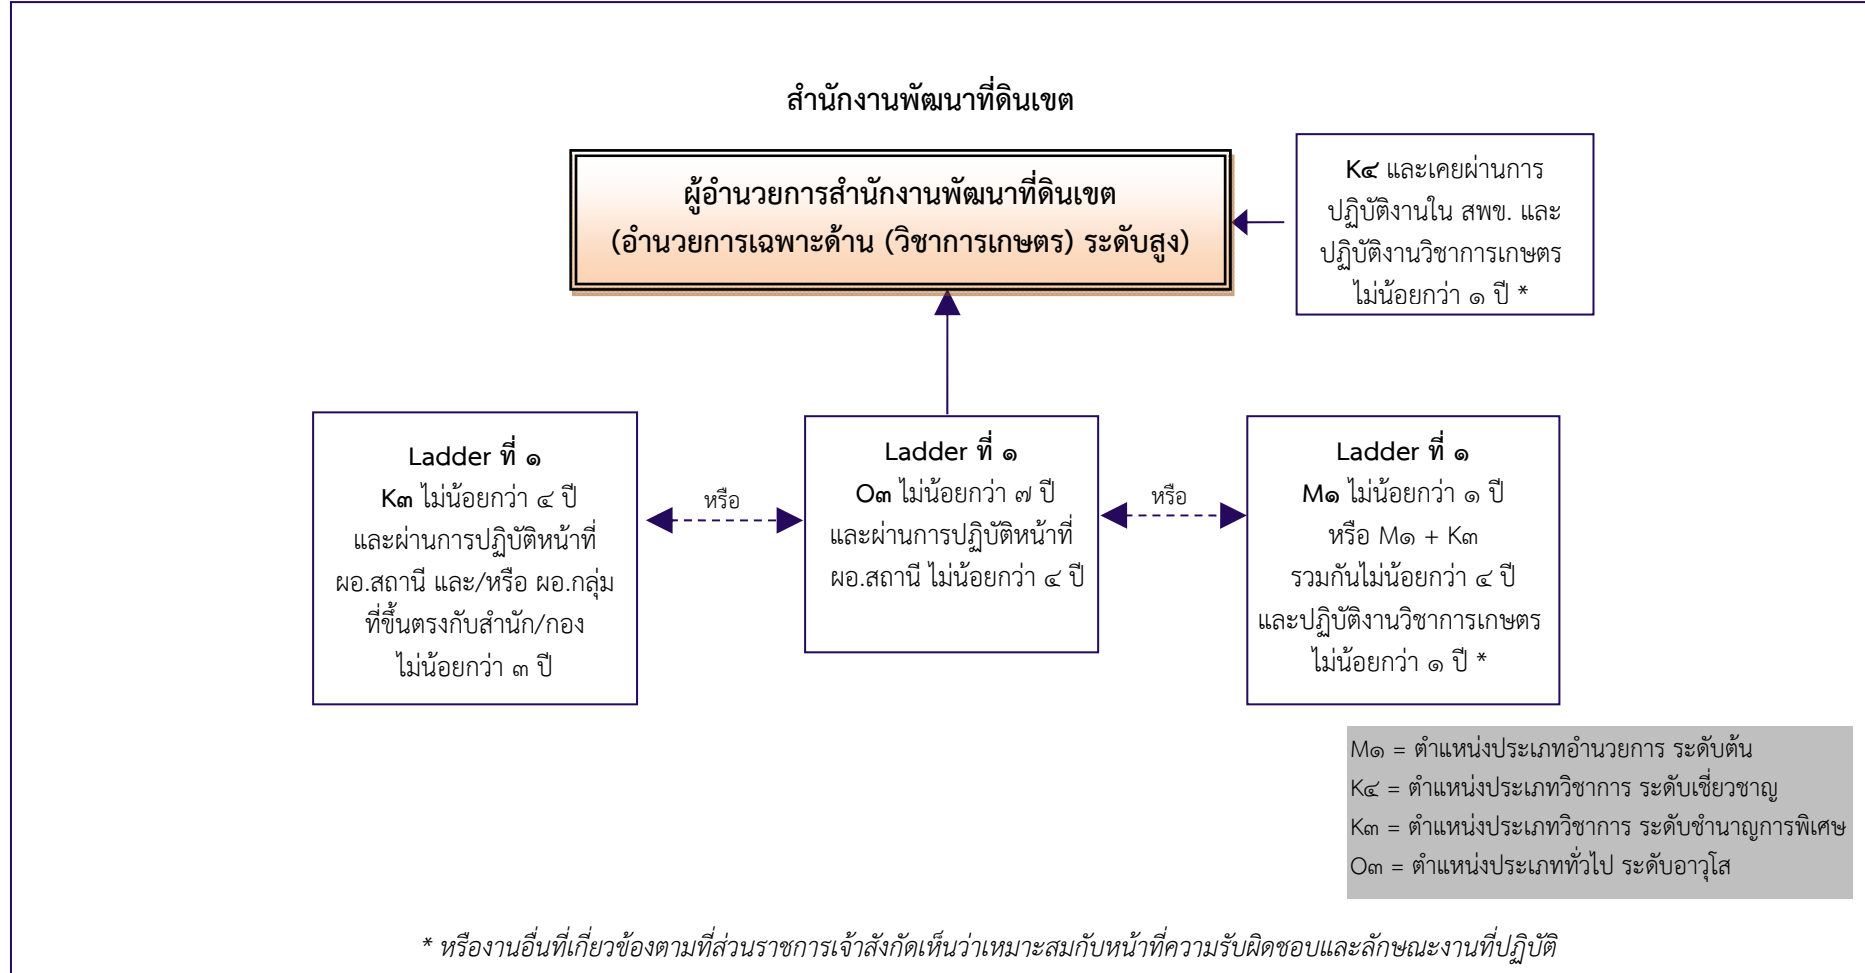 สำนักงานพัฒนาที่ดินเขต
ผู้อำนวยการสำนักงานพัฒนาที่ดินเขต
(อำนวยการเฉพาะด้าน (วิชาการเกษตร) ระดับสูง)
K๔ และเคยผ่านการ
ปฏิบัติงานใน สพข. และ
ปฏิบัติงานวิชาการเกษตร
ไม่น้อยกว่า ๑ ปี *
Ladder ที่ ๑
K๓ ไม่น้อยกว่า ๔ ปี
และผ่านการปฏิบัติหน้าที่
ผอ.สถานี และ/หรือ ผอ.กลุ่ม
ที่ขึ้นตรงกับสำนัก/กอง
ไม่น้อยกว่า ๓ ปี
หรือ
Ladder ที่ ๑
O๓ ไม่น้อยกว่า ๗ ปี
และผ่านการปฏิบัติหน้าที่
ผอ.สถานี ไม่น้อยกว่า ๔ ปี
หรือ
Ladder ที่ ๑
M๑ ไม่น้อยกว่า ๑ ปี
หรือ M๑ + K๓
รวมกันไม่น้อยกว่า ๔ ปี
และปฏิบัติงานวิชาการเกษตร
ไม่น้อยกว่า ๑ ปี *
M๑ = ตำแหน่งประเภทอำนวยการ ระดับต้น
K๔ = ตำแหน่งประเภทวิชาการ ระดับเชี่ยวชาญ
K๓ = ตำแหน่งประเภทวิชาการ ระดับชำนาญการพิเศษ
O๓ = ตำแหน่งประเภททั่วไป ระดับอาวุโส
* หรืองานอื่นที่เกี่ยวข้องตามที่ส่วนราชการเจ้าสังกัดเห็นว่าเหมาะสมกับหน้าที่ความรับผิดชอบและลักษณะงานที่ปฏิบัติ